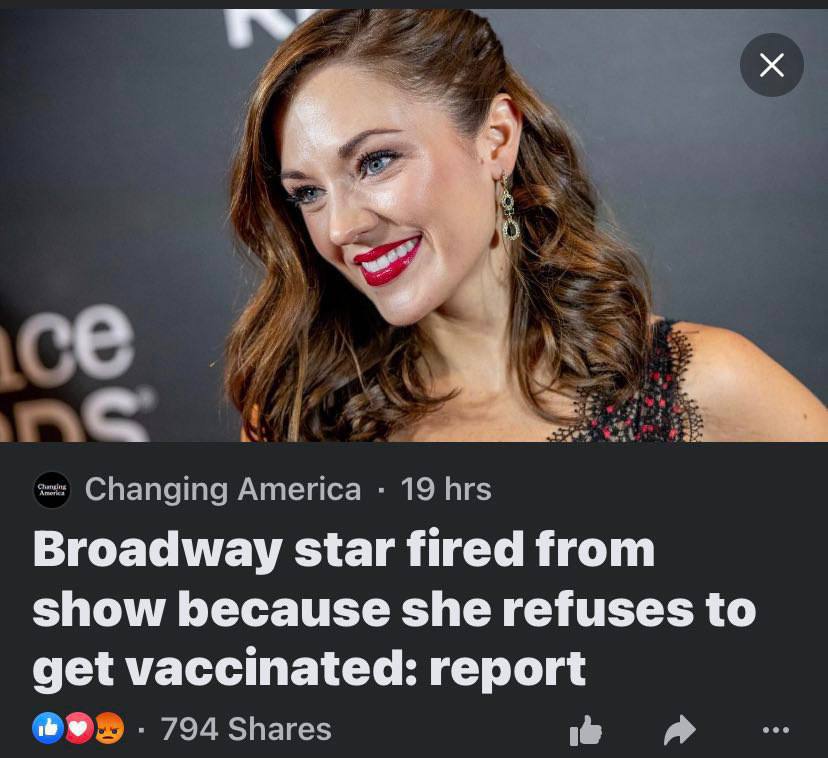 ce
DS
Changing
America
Changing America · 19 hrs
Broadway star fired from
show because she refuses to
get vaccinated: report
· 794 Shares